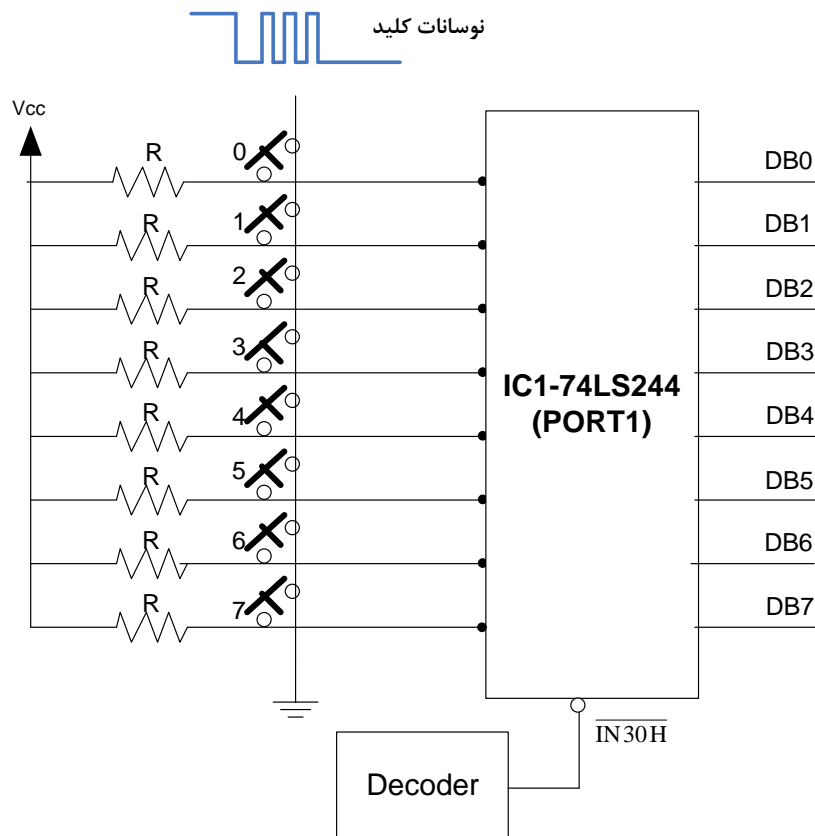 نوسانات کلید
Vcc
R
0
DB0
R
1
DB1
R
2
DB2
R
3
DB3
R
4
DB4
R
5
DB5
R
6
DB6
R
7
DB7
IC1-74LS244
(PORT1)
IN30H
Decoder